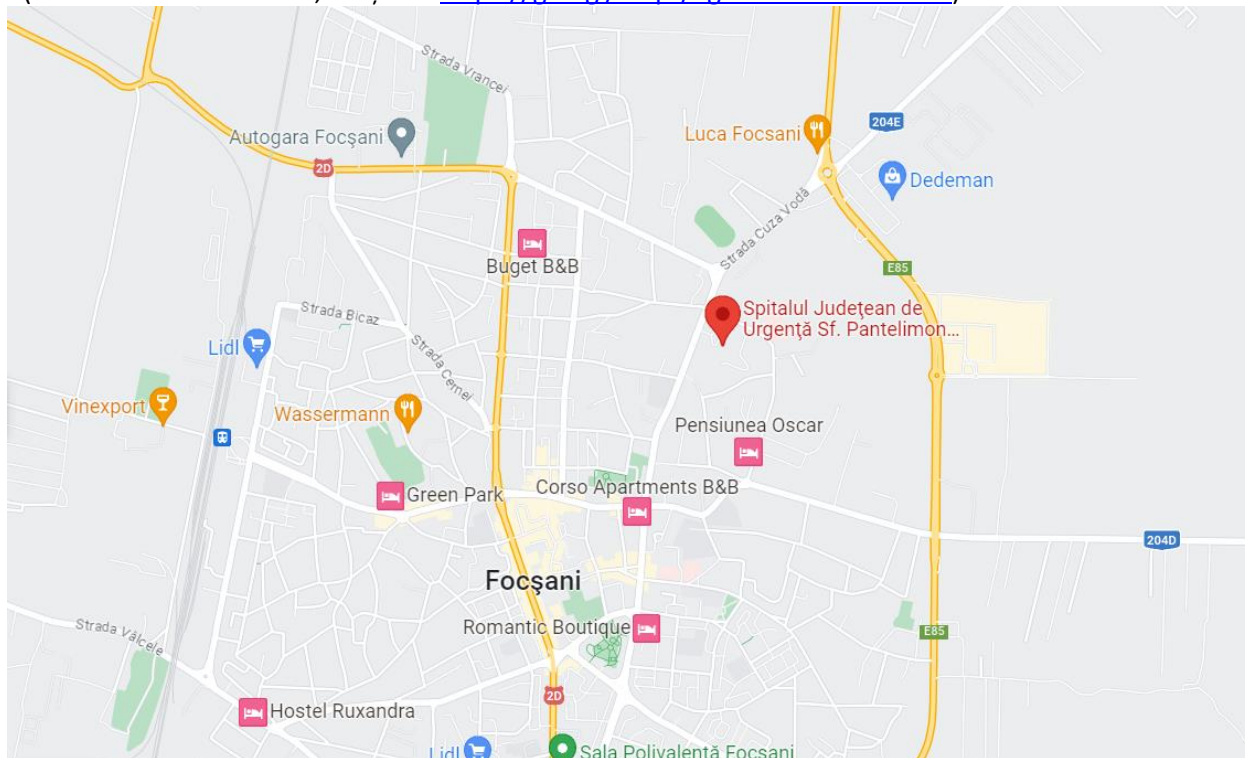 Strada Vrancei
Autogara Focşani
2D
Luca Focsani
204E
Dedeman
Strada Cuza Vodă
Buget B&B
E85
Strada Bicaz
Spitalul Judeţean de
Urgenţă Sf. Pantelimon...
Lidl
Strada Cernei
Vinexport
Wassermann
Pensiunea Oscar
Green Park
Corso Apartments B&B
204D
Focşani
Strada Vâlcele
Romantic Boutique
E85
2D
Hostel Ruxandra
Lidl
Sala Polivalentă Focsani